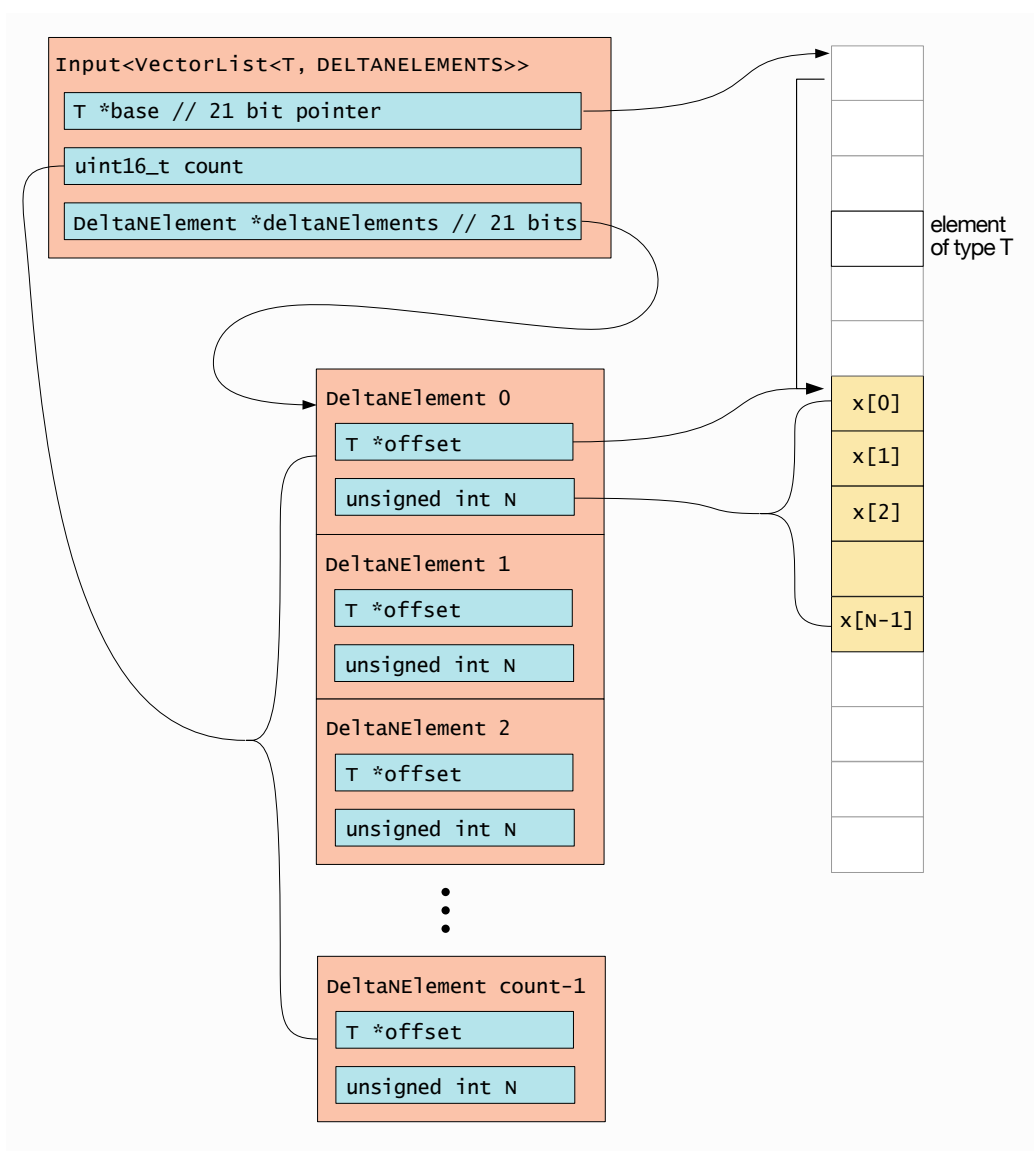 Input<VectorList<T, DELTANELEMENTS>>
T *base // 21 bit pointer
uint16_t count
DeltaNElement *deltaNElements // 21 bits
element
of type T
DeltaNElement 0
T *offset
unsigned int N
DeltaNElement 1
T *offset
unsigned int N
DeltaNElement 2
T *offset
unsigned int N
DeltaNElement count-1
T *offset
unsigned int N
x[0]
x[1]
x[2]
x[N-1]